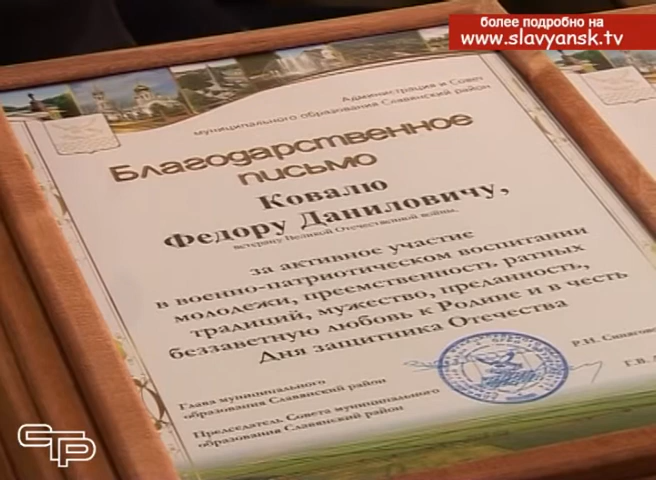 более подробно на
www.slavyansk.tv
Администрация и Совет
муниципального образования Славянский район
Благодарственное
письмо
Ковалю
Федору Даниловичу,
ветерану Великой Отечественной войны,
за активное участие
в военно-патриотическом воспитании
молодежи, преемственность ратных
традиций, мужество, преданность,
беззаветную любовь к Родине и в честь
Дня защитника Отечества
Глава муниципального
образования Славянский район
Р.И.
Председатель Совета муниципального
образования Славянский район
Г.В.
СТР